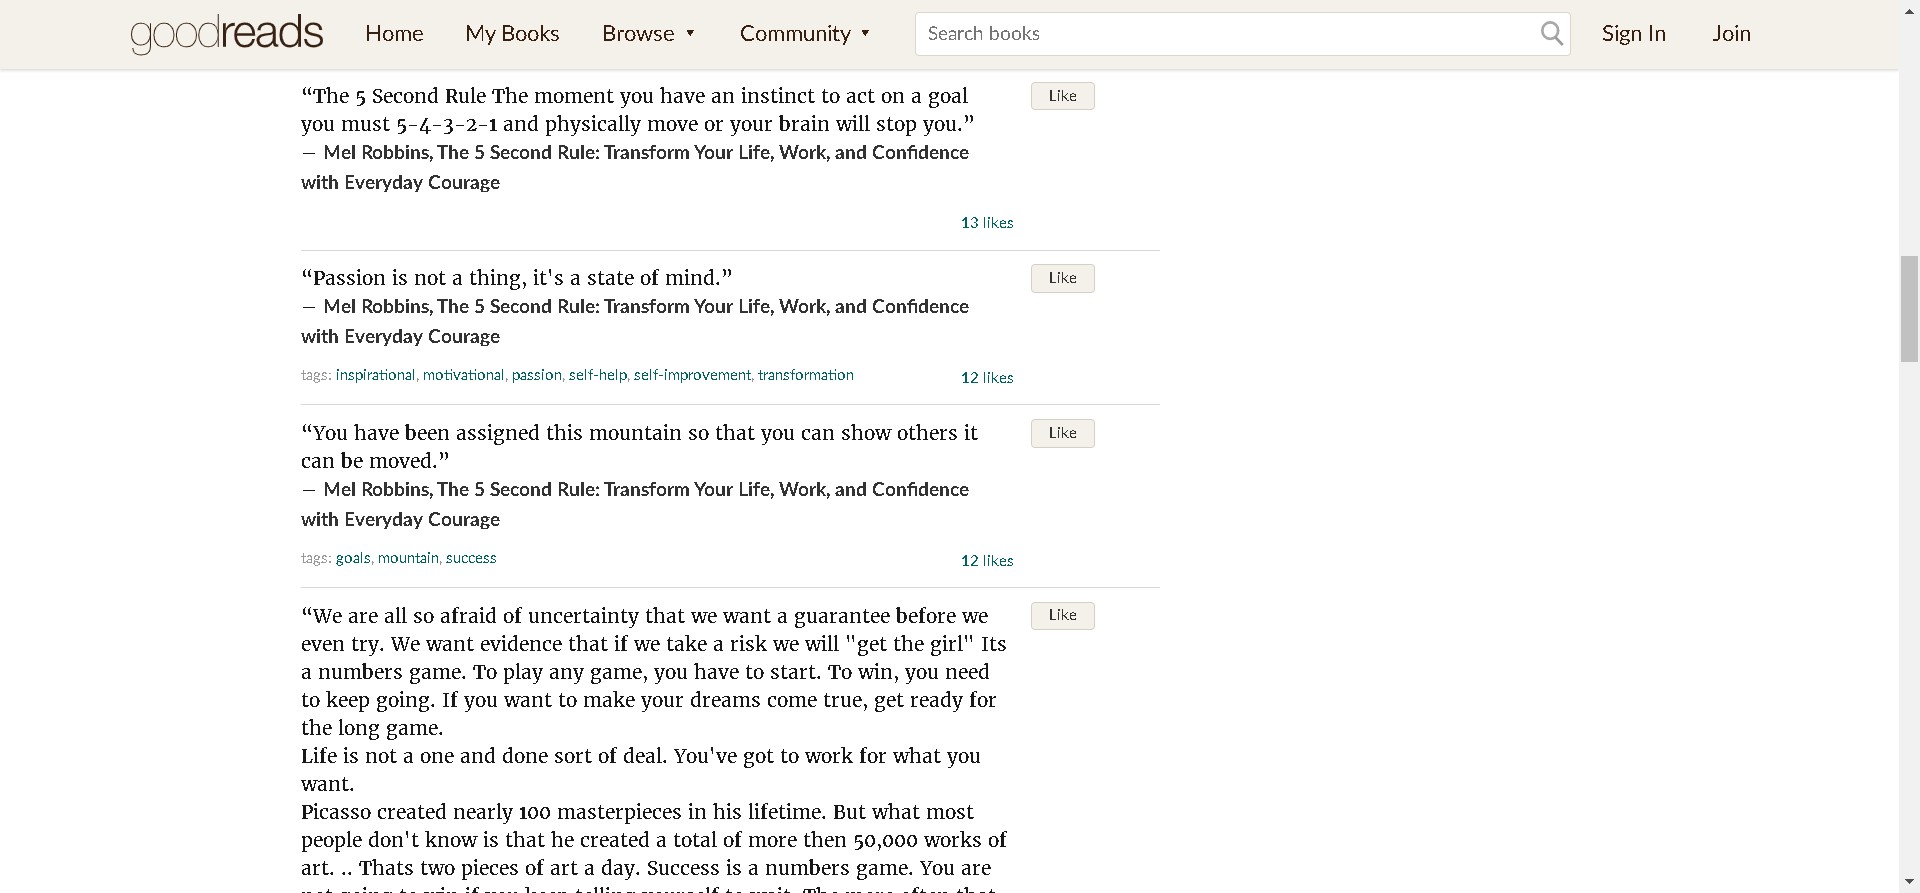 goodreads Home My Books Browse ▼ Community ▼ Search books Sign In Join
“The 5 Second Rule The moment you have an instinct to act on a goal
you must 5-4-3-2-1 and physically move or your brain will stop you.”
― Mel Robbins, The 5 Second Rule: Transform Your Life, Work, and Confidence
with Everyday Courage
Like
13 likes
“Passion is not a thing, it's a state of mind.”
― Mel Robbins, The 5 Second Rule: Transform Your Life, Work, and Confidence
with Everyday Courage
Like
tags: inspirational, motivational, passion, self-help, self-improvement, transformation
12 likes
“You have been assigned this mountain so that you can show others it
can be moved.”
― Mel Robbins, The 5 Second Rule: Transform Your Life, Work, and Confidence
with Everyday Courage
Like
tags: goals, mountain, success
12 likes
“We are all so afraid of uncertainty that we want a guarantee before we
even try. We want evidence that if we take a risk we will "get the girl" Its
a numbers game. To play any game, you have to start. To win, you need
to keep going. If you want to make your dreams come true, get ready for
the long game.
Life is not a one and done sort of deal. You've got to work for what you
want.
Picasso created nearly 100 masterpieces in his lifetime. But what most
people don't know is that he created a total of more then 50,000 works of
art. .. Thats two pieces of art a day. Success is a numbers game. You are
Like